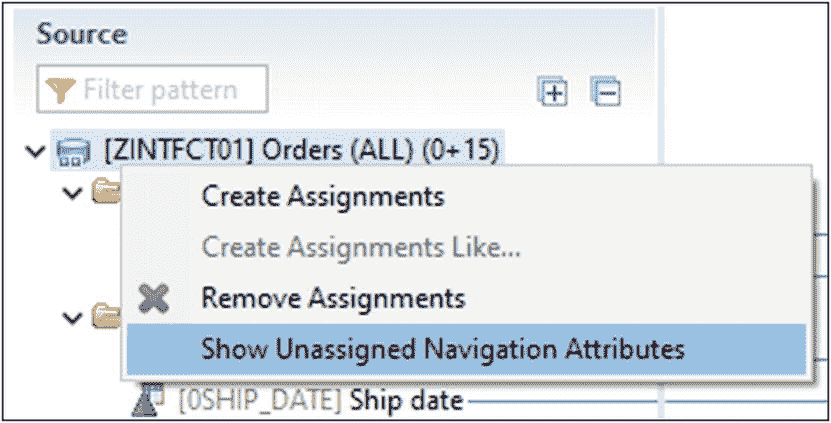 Source
Filter pattern
[ZINTFCT01] Orders (ALL) (0+15)
Create Assignments
Create Assignments Like...
Remove Assignments
Show Unassigned Navigation Attributes
[0SHIP_DATE] Ship date